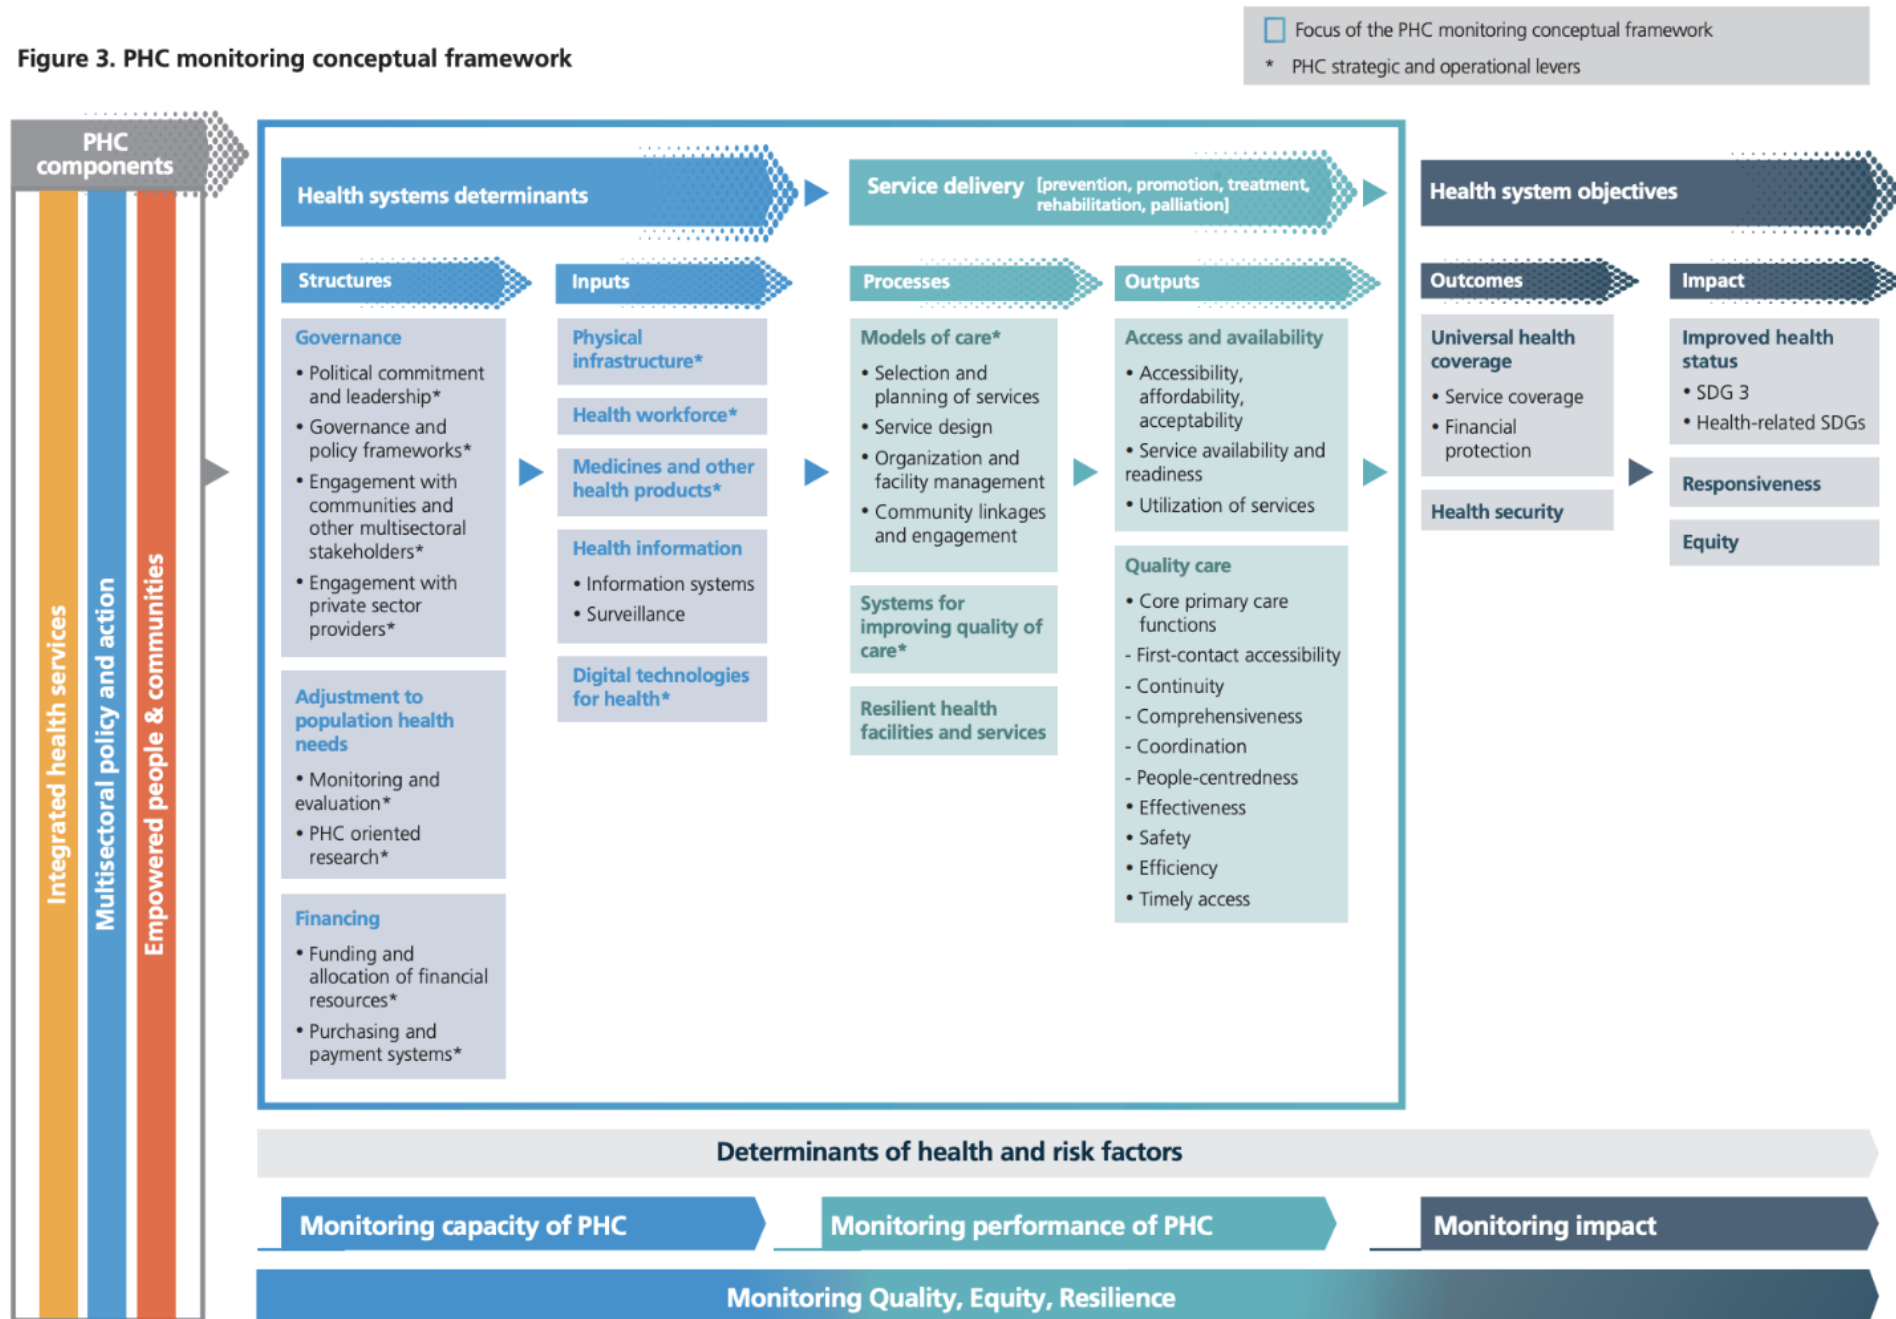 Focus of the PHC monitoring conceptual framework
* PHC strategic and operational levers
Figure 3. PHC monitoring conceptual framework
PHC
components
Integrated health services
Multisectoral policy and action
Empowered people & communities
Health systems determinants
Structures
Governance
• Political commitment
and leadership*
• Governance and
policy frameworks*
• Engagement with
communities and
other multisectoral
stakeholders*
• Engagement with
private sector
providers*
Adjustment to
population health
needs
• Monitoring and
evaluation*
• PHC oriented
research*
Financing
• Funding and
allocation of financial
resources*
• Purchasing and
payment systems*
Inputs
Physical
infrastructure*
Health workforce*
Medicines and other
health products*
Health information
• Information systems
• Surveillance
Digital technologies
for health*
Service delivery [prevention, promotion, treatment,
rehabilitation, palliation]
Processes
Models of care*
• Selection and
planning of services
• Service design
• Organization and
facility management
• Community linkages
and engagement
Systems for
improving quality of
care*
Resilient health
facilities and services
Outputs
Access and availability
• Accessibility,
affordability,
acceptability
• Service availability and
readiness
• Utilization of services
Quality care
• Core primary care
functions
- First-contact accessibility
- Continuity
- Comprehensiveness
- Coordination
- People-centredness
• Effectiveness
• Safety
• Efficiency
• Timely access
Health system objectives
Outcomes
Universal health
coverage
• Service coverage
• Financial
protection
Health security
Impact
Improved health
status
• SDG 3
• Health-related SDGs
Responsiveness
Equity
Determinants of health and risk factors
Monitoring capacity of PHC
Monitoring performance of PHC
Monitoring impact
Monitoring Quality, Equity, Resilience